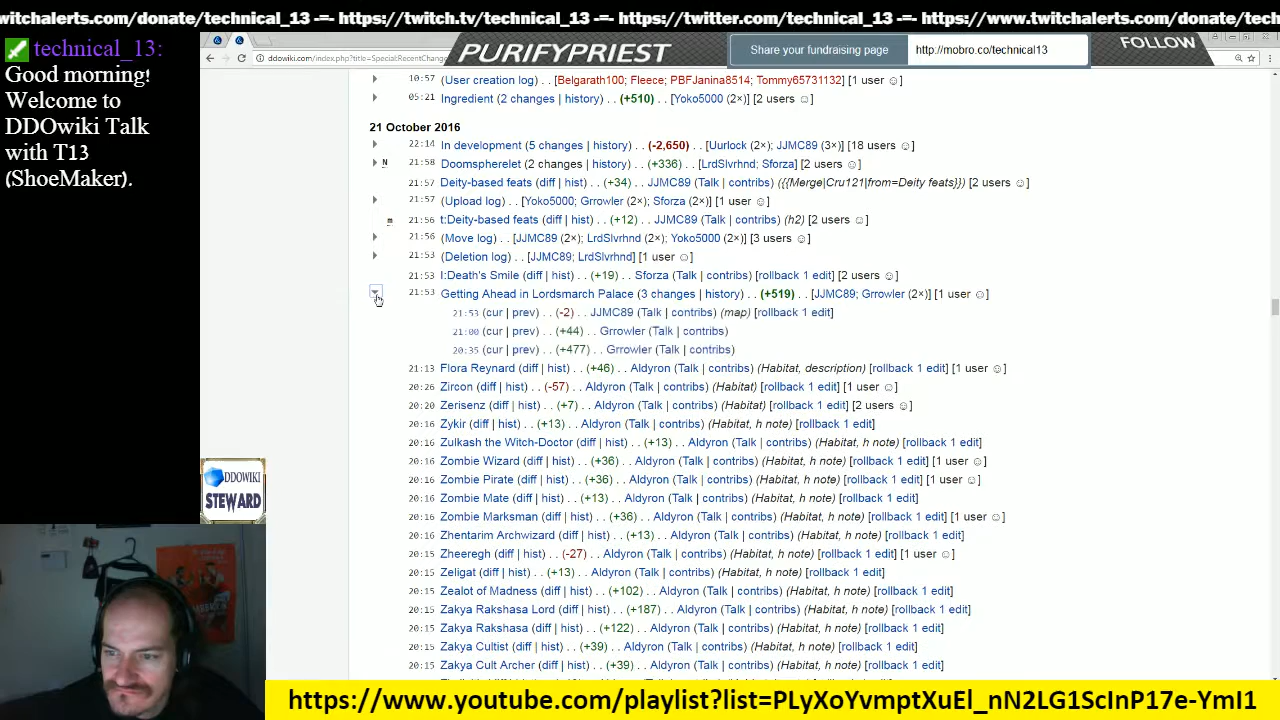 witchalerts.com/donate/technical_13 -=- https://twitch.tv/technical_13 -=- https://twitter.com/technical_13 -=- https://www.twitchalerts.com/donate/tech
technical_13:
Good morning!
Welcome to
DDOwiki Talk
with T13
(ShoeMaker).
PURIFYPRIEST
Share your fundraising page
http://mobro.co/technical13
FOLLOW
ddowiki.com/index.php?title=Special:RecentChange
10:57 (User creation log) . . [Belgarath100; Fleece; PBFJanina8514; Tommy65731132] [1 user ☺]
05:21 Ingredient (2 changes | history) . . (+510) . . [Yoko5000 (2×)] [2 users ☺]
21 October 2016
22:14 In development (5 changes | history) . . (-2,650) . . [Uurlock (2×); JJMC89 (3×)] [18 users ☺]
N 21:58 Doomspherelet (2 changes | history) . . (+336) . . [LrdSlvrhnd; Sforza] [2 users ☺]
21:57 Deity-based feats (diff | hist) . . (+34) . . JJMC89 (Talk | contribs) ({{Merge|Cru121|from=Deity feats}}) [2 users ☺]
21:57 (Upload log) . . [Yoko5000; Grrowler (2×); Sforza (2×)] [1 user ☺]
m 21:56 t:Deity-based feats (diff | hist) . . (+12) . . JJMC89 (Talk | contribs) (h2) [2 users ☺]
21:56 (Move log) . . [JJMC89 (2×); LrdSlvrhnd (2×); Yoko5000 (2×)] [3 users ☺]
21:53 (Deletion log) . . [JJMC89; LrdSlvrhnd] [1 user ☺]
21:53 I:Death's Smile (diff | hist) . . (+19) . . Sforza (Talk | contribs) [rollback 1 edit] [2 users ☺]
21:53 Getting Ahead in Lordsmarch Palace (3 changes | history) . . (+519) . . [JJMC89; Grrowler (2×)] [1 user ☺]
21:53 (cur | prev) . . (-2) . . JJMC89 (Talk | contribs) (map) [rollback 1 edit]
21:00 (cur | prev) . . (+44) . . Grrowler (Talk | contribs)
20:35 (cur | prev) . . (+477) . . Grrowler (Talk | contribs)
21:13 Flora Reynard (diff | hist) . . (+46) . . Aldyron (Talk | contribs) (Habitat, description) [rollback 1 edit] [1 user ☺]
20:26 Zircon (diff | hist) . . (-57) . . Aldyron (Talk | contribs) (Habitat) [rollback 1 edit] [1 user ☺]
20:20 Zerisenz (diff | hist) . . (+7) . . Aldyron (Talk | contribs) (Habitat) [rollback 1 edit] [2 users ☺]
20:16 Zykir (diff | hist) . . (+13) . . Aldyron (Talk | contribs) (Habitat, h note) [rollback 1 edit]
20:16 Zulkash the Witch-Doctor (diff | hist) . . (+13) . . Aldyron (Talk | contribs) (Habitat, h note) [rollback 1 edit]
20:16 Zombie Wizard (diff | hist) . . (+36) . . Aldyron (Talk | contribs) (Habitat, h note) [rollback 1 edit] [1 user ☺]
20:16 Zombie Pirate (diff | hist) . . (+36) . . Aldyron (Talk | contribs) (Habitat, h note) [rollback 1 edit] [1 user ☺]
20:16 Zombie Mate (diff | hist) . . (+13) . . Aldyron (Talk | contribs) (Habitat, h note) [rollback 1 edit]
20:16 Zombie Marksman (diff | hist) . . (+36) . . Aldyron (Talk | contribs) (Habitat, h note) [rollback 1 edit] [1 user ☺]
20:16 Zhentarim Archwizard (diff | hist) . . (+13) . . Aldyron (Talk | contribs) (Habitat, h note) [rollback 1 edit]
20:15 Zheeregh (diff | hist) . . (-27) . . Aldyron (Talk | contribs) (Habitat, h note) [rollback 1 edit] [1 user ☺]
20:15 Zeligat (diff | hist) . . (+13) . . Aldyron (Talk | contribs) (Habitat, h note) [rollback 1 edit]
20:15 Zealot of Madness (diff | hist) . . (+102) . . Aldyron (Talk | contribs) (Habitat, h note) [rollback 1 edit]
20:15 Zakya Rakshasa Lord (diff | hist) . . (+187) . . Aldyron (Talk | contribs) (Habitat, h note) [rollback 1 edit]
20:15 Zakya Rakshasa (diff | hist) . . (+122) . . Aldyron (Talk | contribs) (Habitat, h note) [rollback 1 edit]
20:15 Zakya Cultist (diff | hist) . . (+39) . . Aldyron (Talk | contribs) (Habitat, h note) [rollback 1 edit]
20:15 Zakya Cult Archer (diff | hist) . . (+39) . . Aldyron (Talk | contribs) (Habitat, h note) [rollback 1 edit]
DDOWIKI
STEWARD
https://www.youtube.com/playlist?list=PLyXoYvmptXuEl_nN2LG1ScInP17e-YmI1